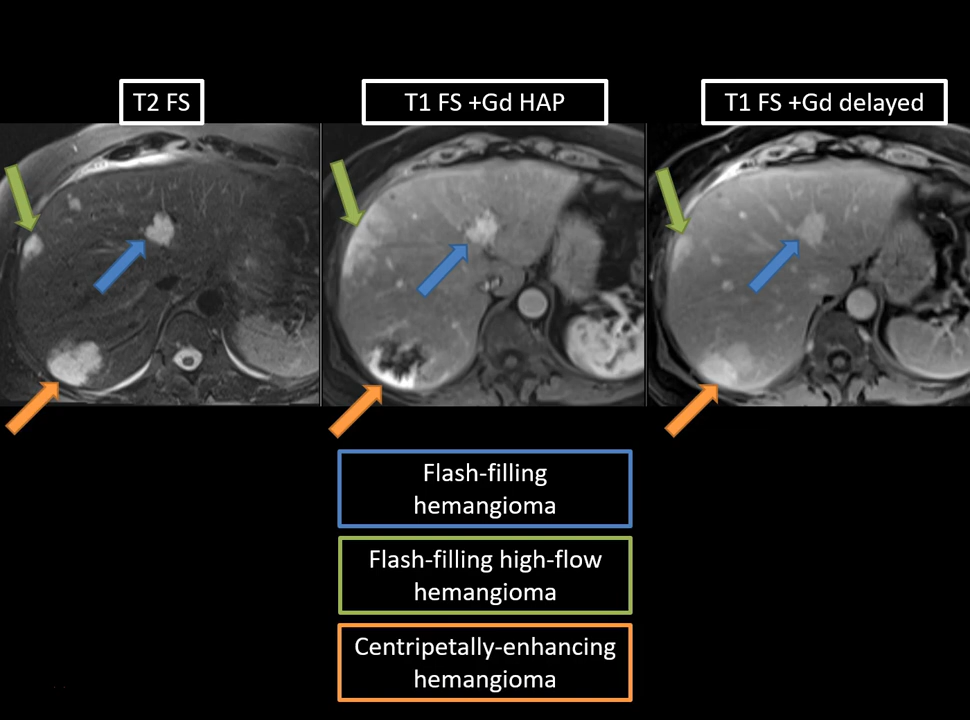 T2 FS
T1 FS +Gd HAP
T1 FS +Gd delayed
Flash-filling
hemangioma
Flash-filling high-flow
hemangioma
Centripetally-enhancing
hemangioma